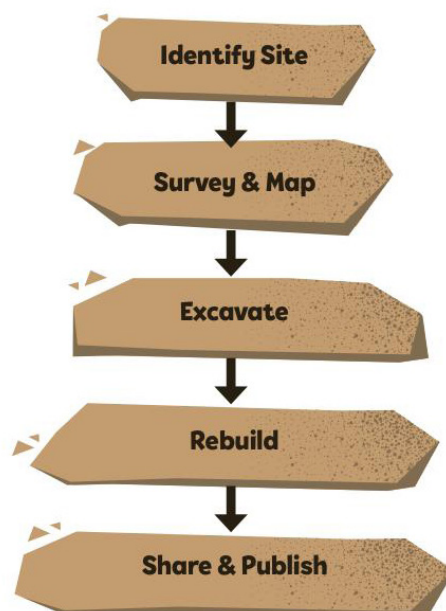 Identify Site
Survey & Map
Excavate
Rebuild
Share & Publish